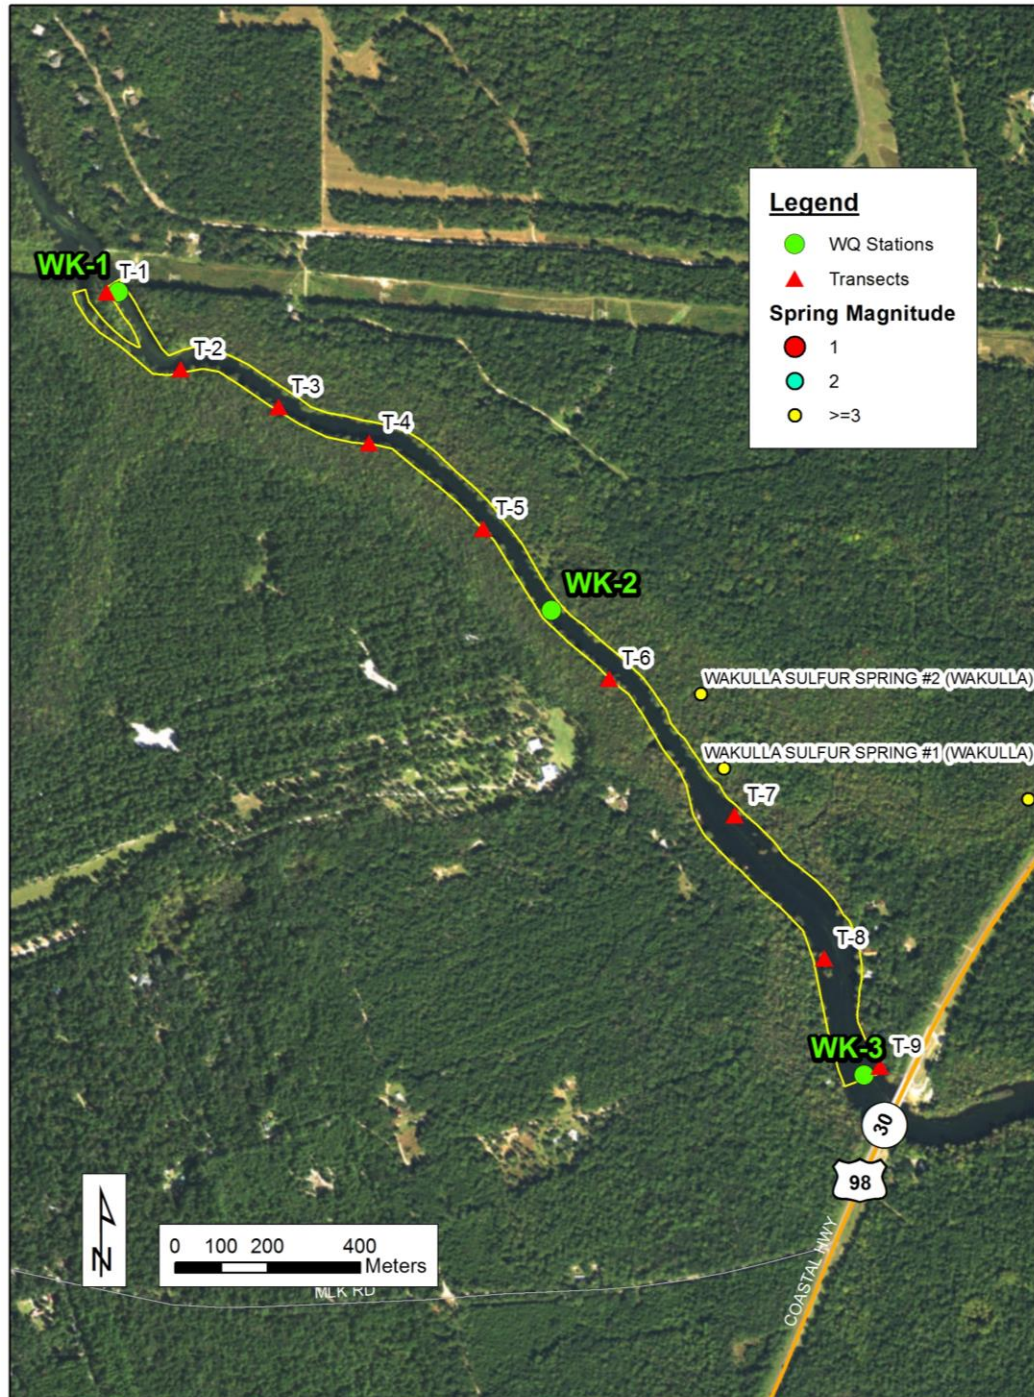 Legend
WQ Stations
Transects
Spring Magnitude
1
2
>=3
WK-1
T-1
T-2
T-3
T-4
T-5
WK-2
T-6
WAKULLA SULFUR SPRING #2 (WAKULLA)
WAKULLA SULFUR SPRING #1 (WAKULLA)
T-7
T-8
WK-3
T-9
30
98
COASTAL HWY
N
0 100 200 400
Meters
MLK RD